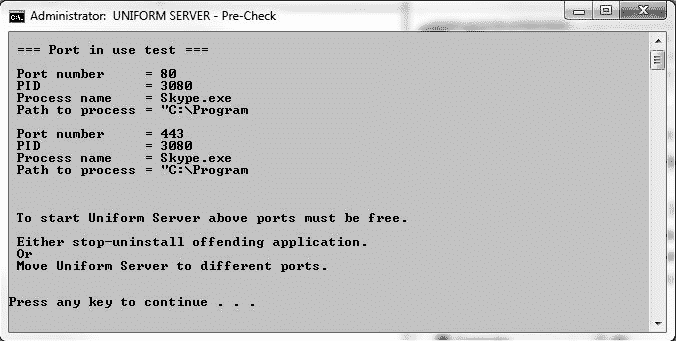 Administrator: UNIFORM SERVER - Pre-Check
=== Port in use test ===
Port number = 80
PID = 3080
Process name = Skype.exe
Path to process = "C:\Program
Port number = 443
PID = 3080
Process name = Skype.exe
Path to process = "C:\Program
To start Uniform Server above ports must be free.
Either stop-uninstall offending application.
Or
Move Uniform Server to different ports.
Press any key to continue . . .